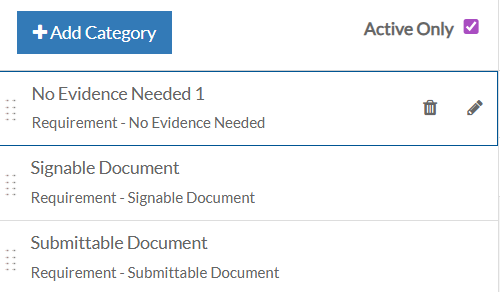 Add Category
Active Only
No Evidence Needed 1
Requirement - No Evidence Needed
Signable Document
Requirement - Signable Document
Submittable Document
Requirement - Submittable Document